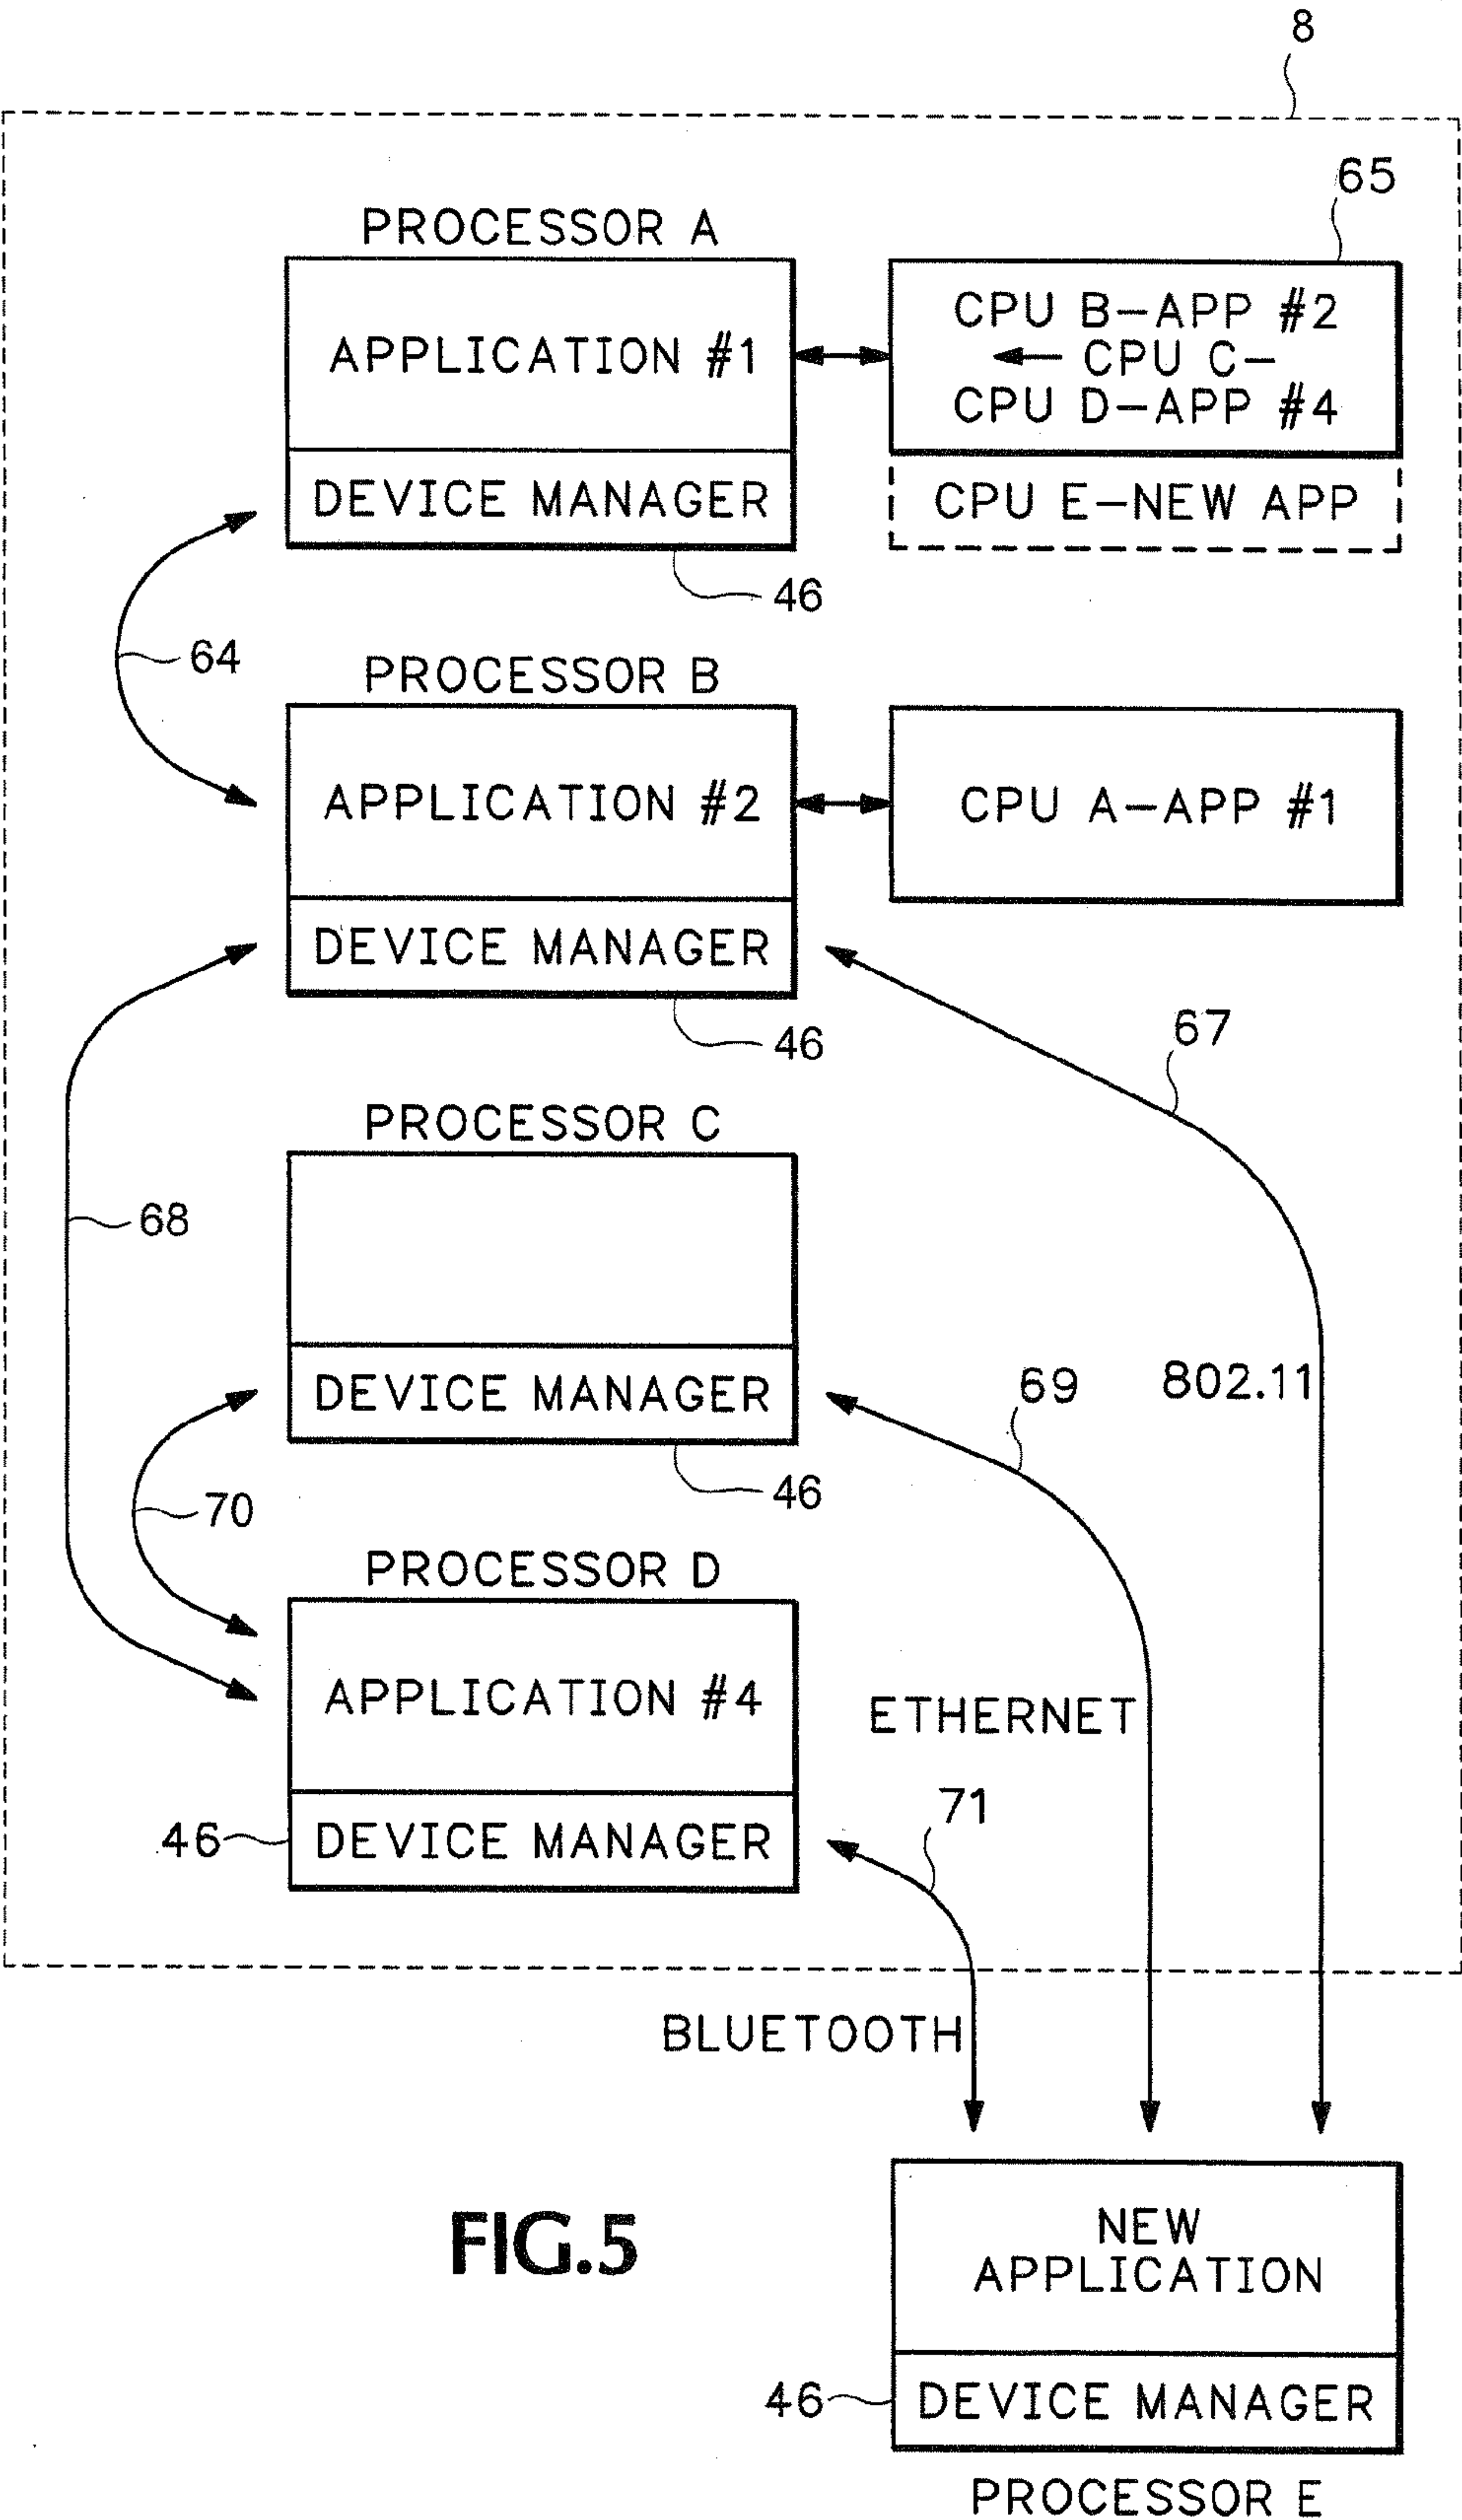 8
65
PROCESSOR A
APPLICATION #1
CPU B-APP #2
← CPU C-
CPU D-APP #4
DEVICE MANAGER
CPU E-NEW APP
46
64
PROCESSOR B
APPLICATION #2
CPU A-APP #1
DEVICE MANAGER
46
67
PROCESSOR C
68
DEVICE MANAGER
69
802.11
46
70
PROCESSOR D
APPLICATION #4
ETHERNET
71
46
DEVICE MANAGER
BLUETOOTH
NEW
APPLICATION
FIG.5
46
DEVICE MANAGER
PROCESSOR E